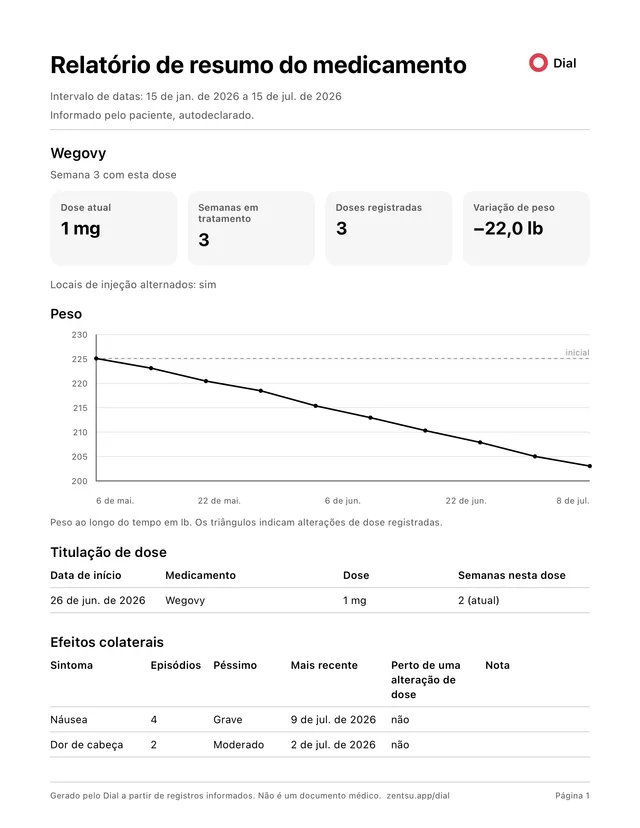 Relatório de resumo do medicamento
Dial
Intervalo de datas: 15 de jan. de 2026 a 15 de jul. de 2026
Informado pelo paciente, autodeclarado.
Wegovy
Semana 3 com esta dose
Dose atual
1 mg
Semanas em
tratamento
3
Doses registradas
3
Variação de peso
−22,0 lb
Locais de injeção alternados: sim
Peso
230
225
220
215
210
205
200
inicial
6 de mai.
22 de mai.
6 de jun.
22 de jun.
8 de jul.
Peso ao longo do tempo em lb. Os triângulos indicam alterações de dose registradas.
Titulação de dose
Data de início Medicamento Dose Semanas nesta dose
26 de jun. de 2026 Wegovy 1 mg 2 (atual)
Efeitos colaterais
Sintoma Episódios Péssimo Mais recente Perto de uma alteração de dose Nota
Náusea 4 Grave 9 de jul. de 2026 não
Dor de cabeça 2 Moderado 2 de jul. de 2026 não
Gerado pelo Dial a partir de registros informados. Não é um documento médico. zentsu.app/dial
Página 1